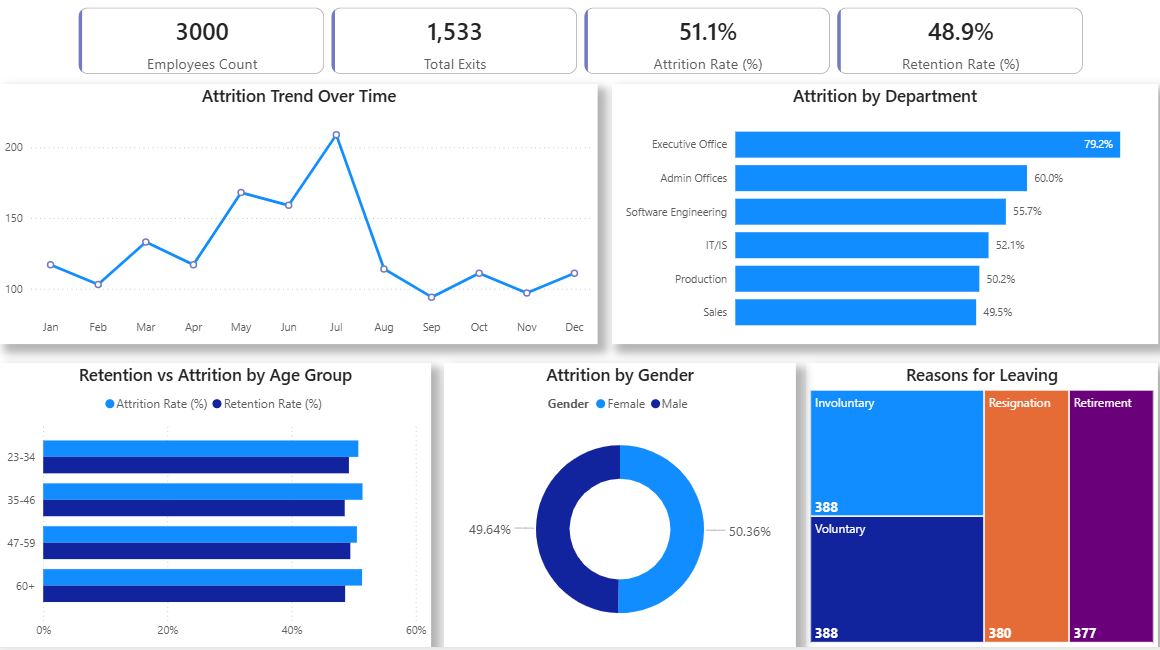 3000
Employees Count
1,533
Total Exits
51.1%
Attrition Rate (%)
48.9%
Retention Rate (%)
Attrition Trend Over Time
200
150
100
Jan Feb Mar Apr May Jun Jul Aug Sep Oct Nov Dec
Attrition by Department
Executive Office 79.2%
Admin Offices 60.0%
Software Engineering 55.7%
IT/IS 52.1%
Production 50.2%
Sales 49.5%
Retention vs Attrition by Age Group
Attrition Rate (%) Retention Rate (%)
23-34
35-46
47-59
60+
0% 20% 40% 60%
Attrition by Gender
Gender Female Male
49.64%
50.36%
Reasons for Leaving
Involuntary
388
Voluntary
388
Resignation
380
Retirement
377